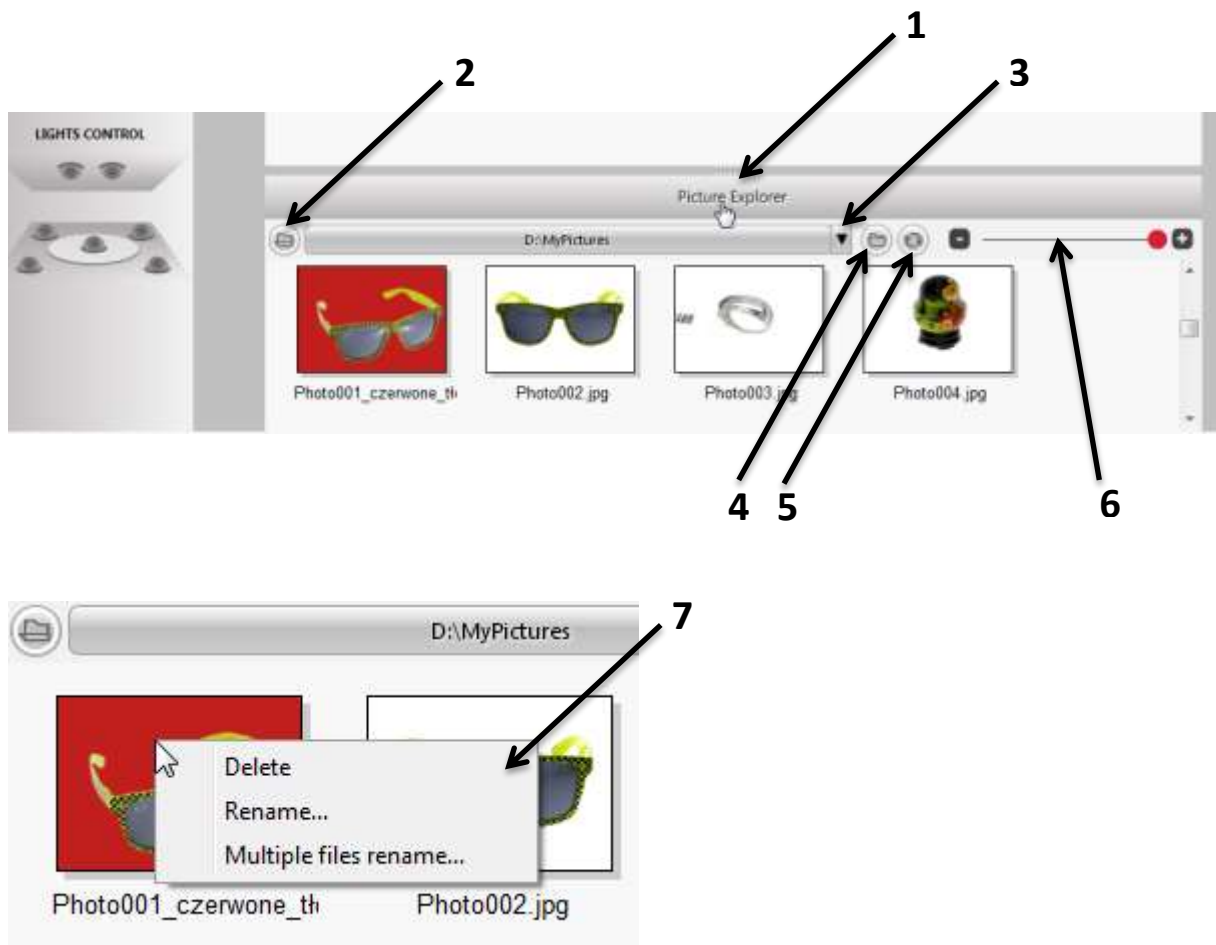 1
2
3
LIGHTS CONTROL
Picture Explorer
D:\MyPictures
Photo001_czerwone_tł
Photo002.jpg
Photo003.jpg
Photo004.jpg
4
5
6
7
D:\MyPictures
Delete
Rename...
Multiple files rename...
Photo001_czerwone_tł
Photo002.jpg